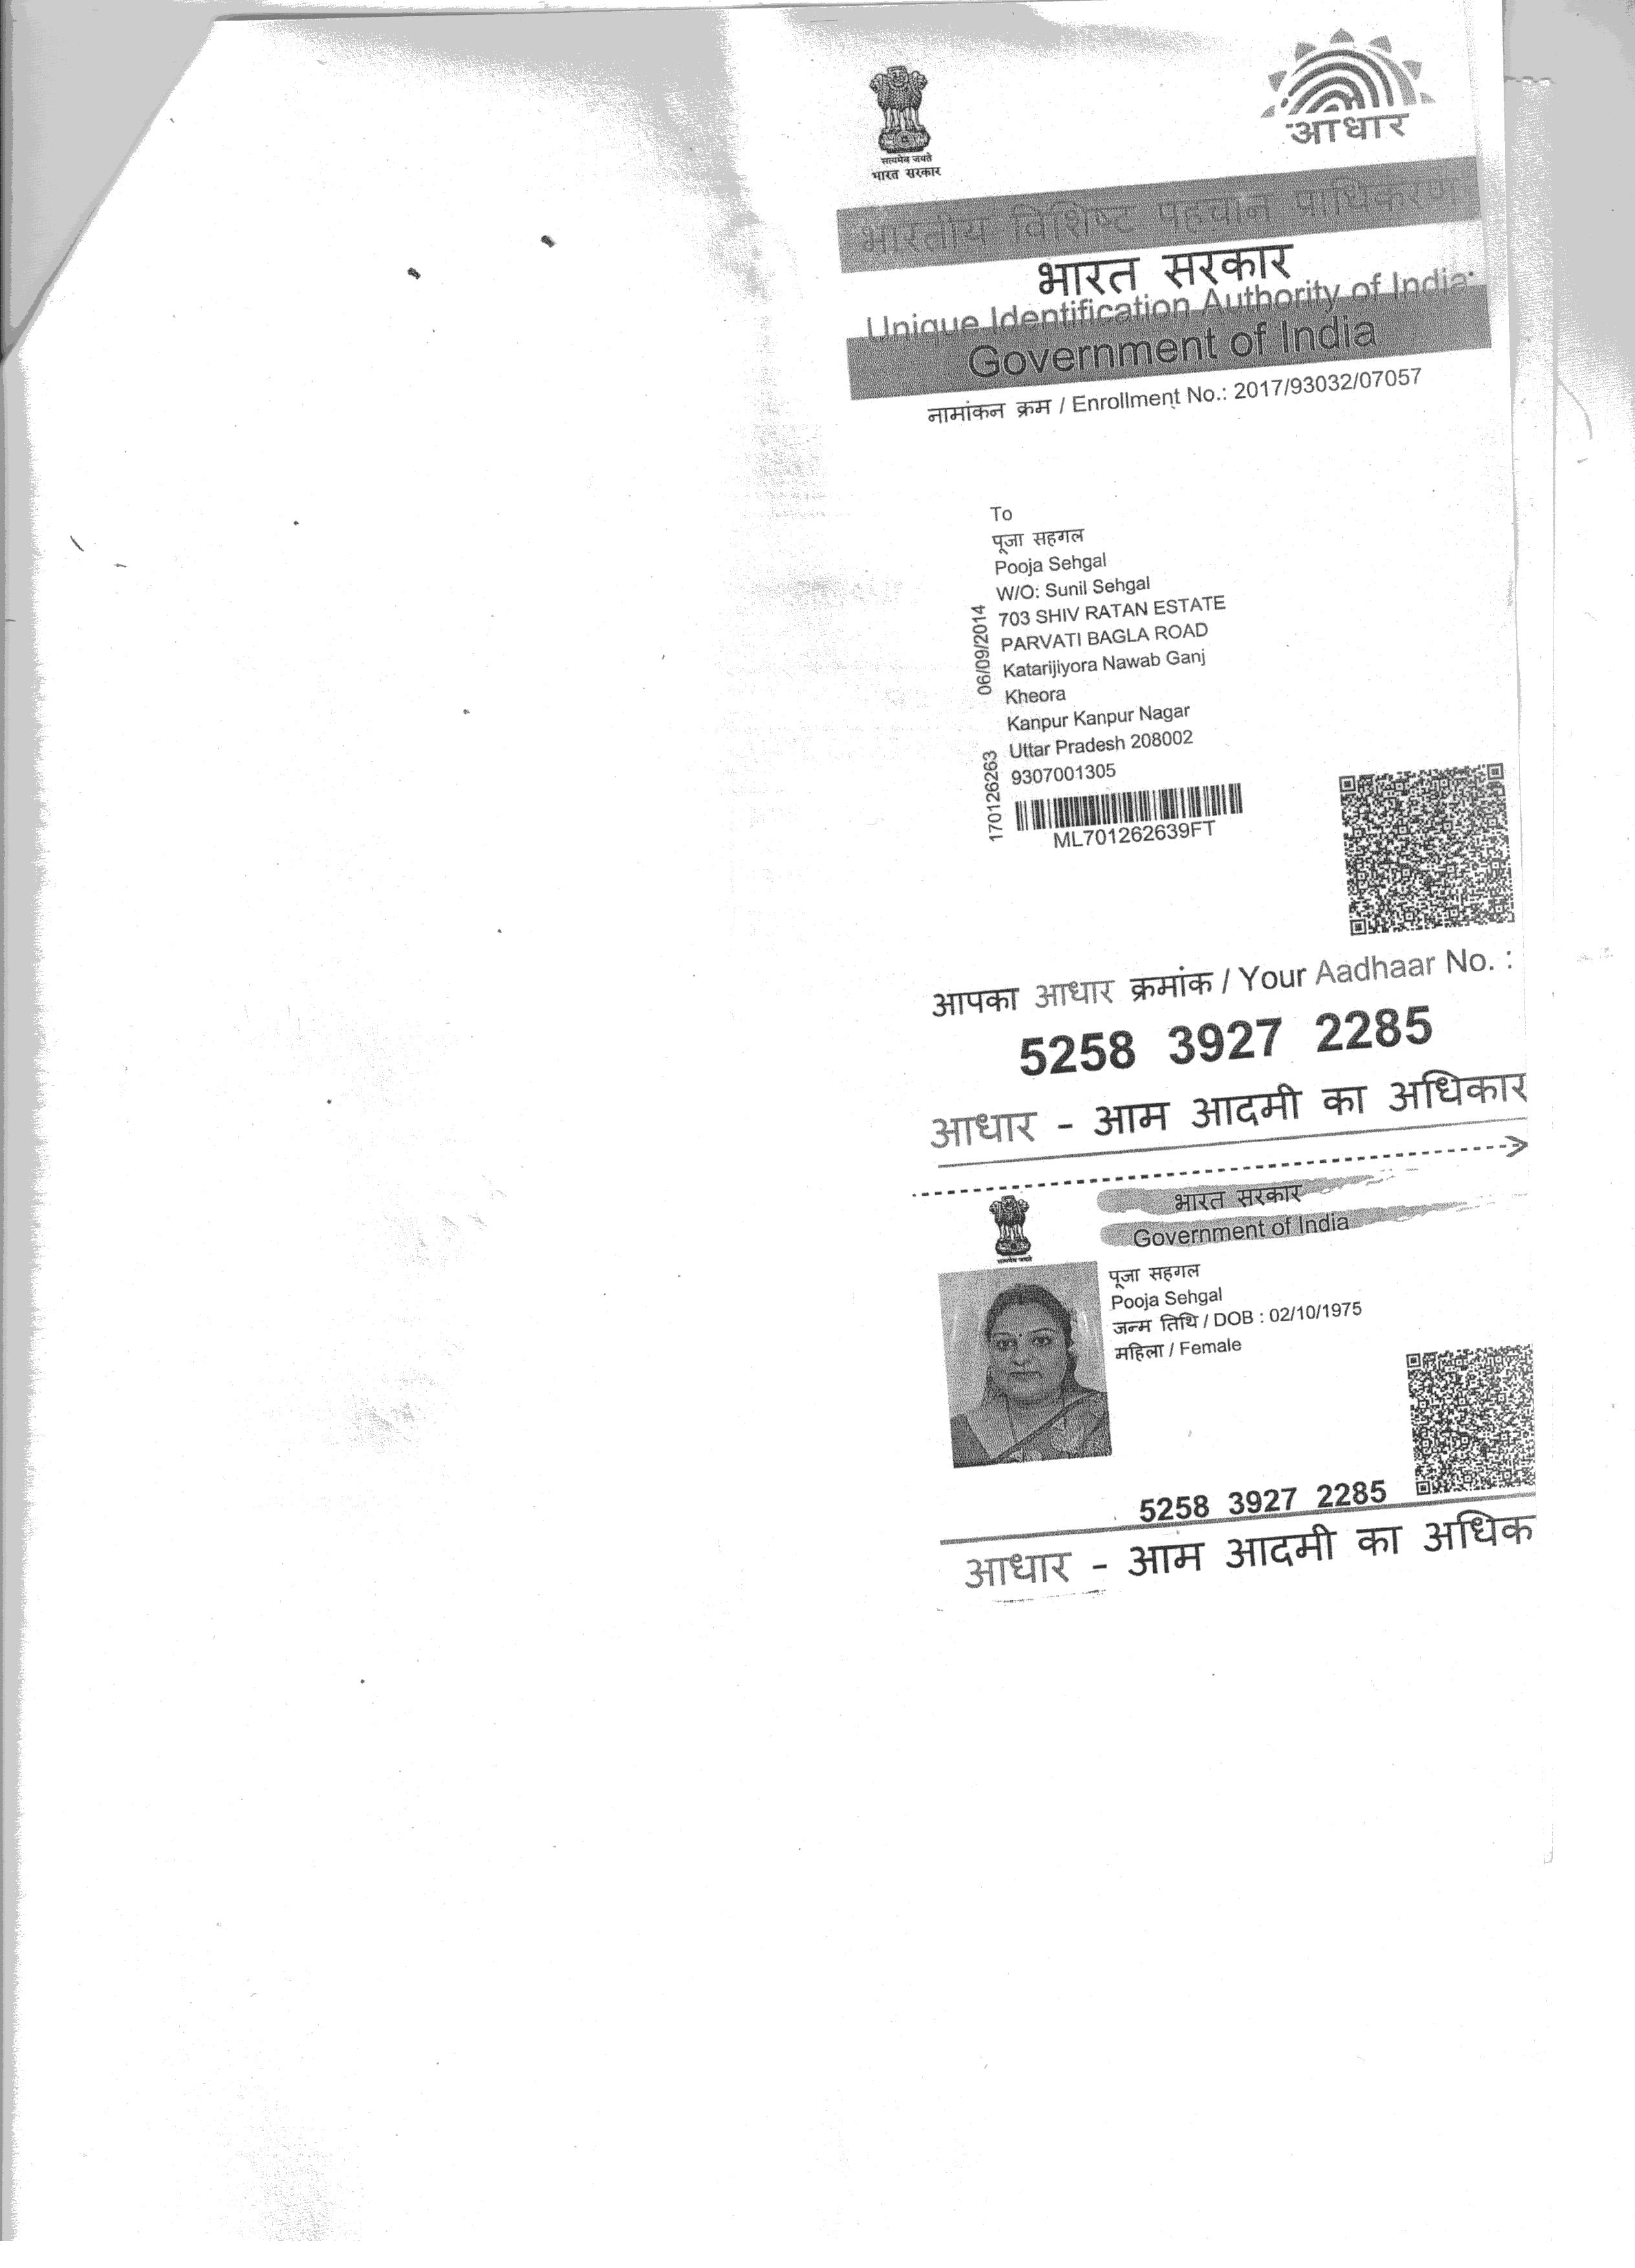 सत्यमेव जयते
भारत सरकार
आधार
भारतीय विशिष्ट पहचान प्राधिकरण
भारत सरकार
Unique Identification Authority of India
Government of India
नामांकन क्रम / Enrollment No.: 2017/93032/07057
To
पूजा सहगल
Pooja Sehgal
W/O: Sunil Sehgal
703 SHIV RATAN ESTATE
PARVATI BAGLA ROAD
Katarijiyora Nawab Ganj
Kheora
Kanpur Kanpur Nagar
Uttar Pradesh 208002
9307001305
06/09/2014
170126263
ML701262639FT
आपका आधार क्रमांक / Your Aadhaar No. :
5258 3927 2285
आधार - आम आदमी का अधिकार
भारत सरकार
Government of India
सत्यमेव जयते
पूजा सहगल
Pooja Sehgal
जन्म तिथि / DOB : 02/10/1975
महिला / Female
5258 3927 2285
आधार - आम आदमी का अधिक